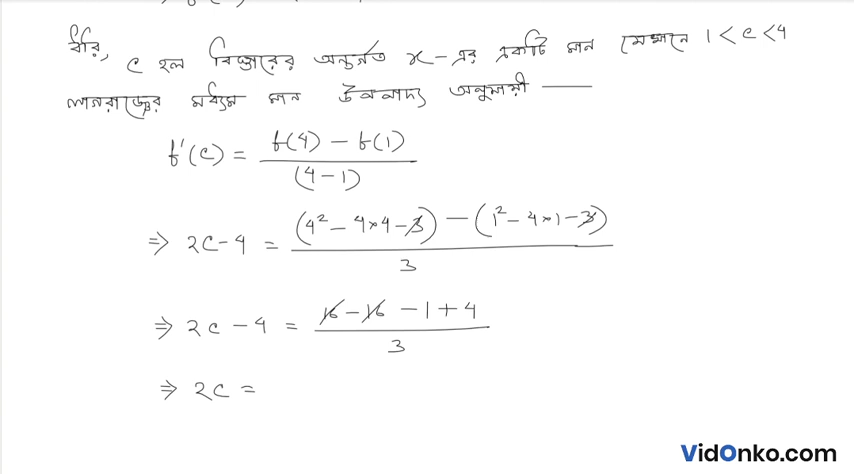 ধরি, c হল বিস্তারের অন্তর্গত x-এর একটি মান যেখানে 1 < c < 4
লাগরাঞ্জের মধ্যম মান উপপাদ্য অনুযায়ী —
f'(c) = (f(4) - f(1)) / (4-1)
⇒ 2c-4 = ((4² - 4×4 - 3) - (1² - 4×1 - 3)) / 3
⇒ 2c - 4 = (16 - 16 - 1 + 4) / 3
⇒ 2c =
VidOnko.com